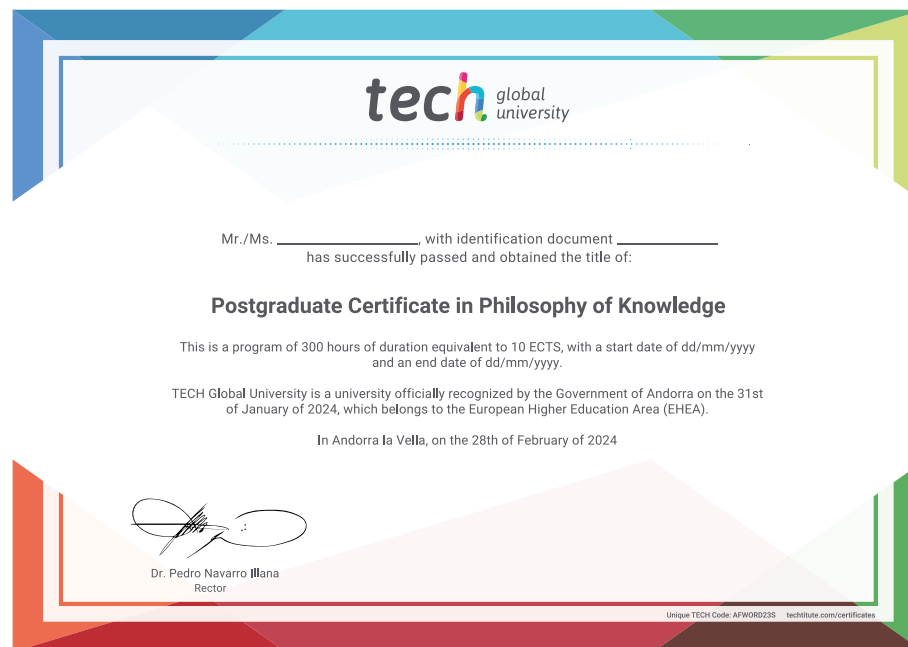 tech global
university
Mr./Ms. ________________, with identification document ____________
has successfully passed and obtained the title of:
Postgraduate Certificate in Philosophy of Knowledge
This is a program of 300 hours of duration equivalent to 10 ECTS, with a start date of dd/mm/yyyy
and an end date of dd/mm/yyyy.
TECH Global University is a university officially recognized by the Government of Andorra on the 31st
of January of 2024, which belongs to the European Higher Education Area (EHEA).
In Andorra la Vella, on the 28th of February of 2024
Dr. Pedro Navarro Illana
Rector
Unique TECH Code: AFWORD23S techtitute.com/certificates